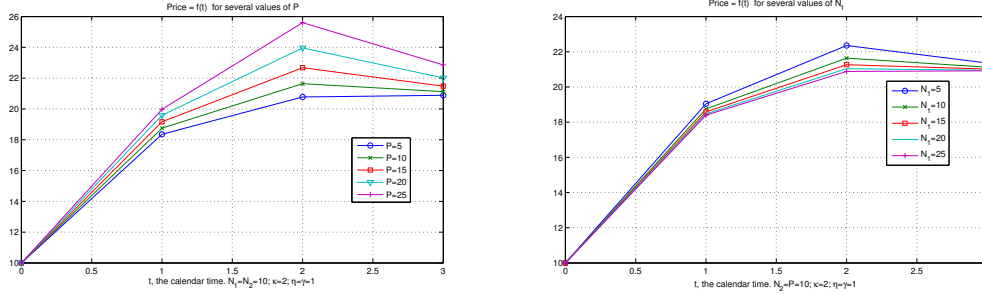 Price = f(t) for several values of P
26
24
22
20
18
16
14
12
10
0
0.5
1
1.5
2
2.5
3
P=5
P=10
P=15
P=20
P=25
t, the calendar time. N₁=N₂=10; κ=2; η=γ=1
Price = f(t) for several values of N₁
24
22
20
18
16
14
12
10
0
0.5
1
1.5
2
2.5
N₁=5
N₁=10
N₁=15
N₁=20
N₁=25
t, the calendar time. N₂=P=10; κ=2; η=γ=1